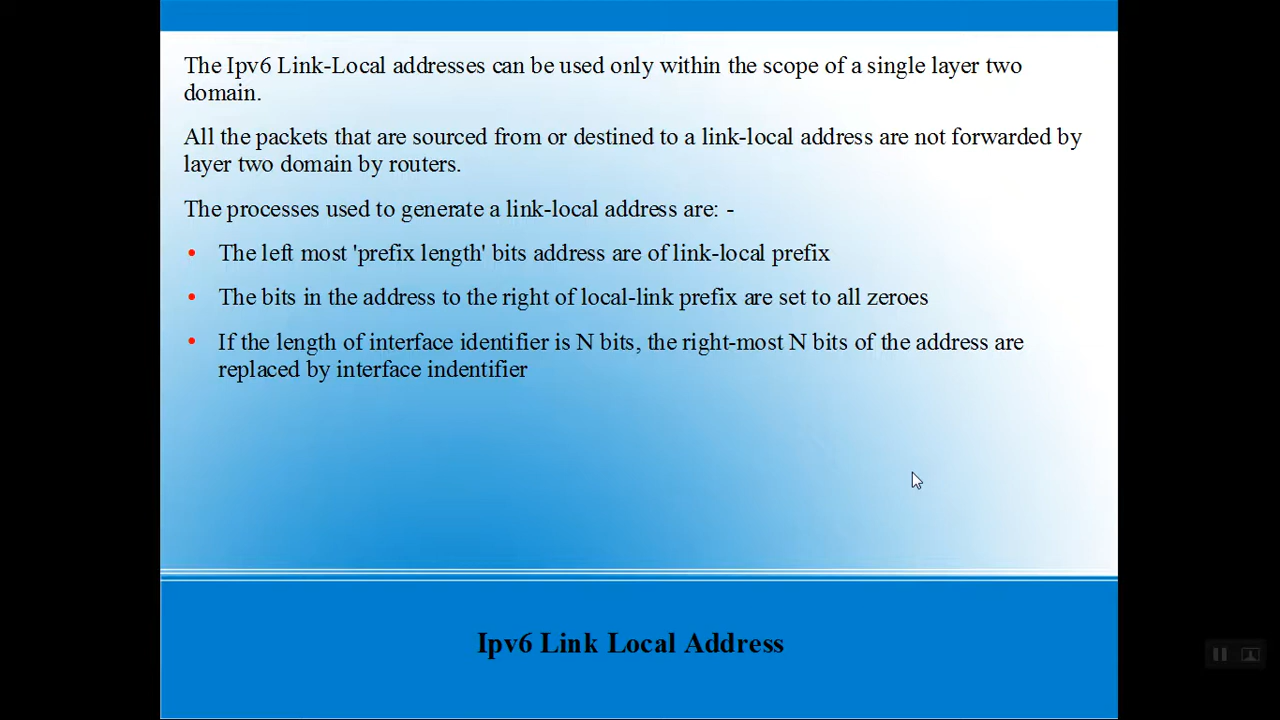 The Ipv6 Link-Local addresses can be used only within the scope of a single layer two
domain.
All the packets that are sourced from or destined to a link-local address are not forwarded by
layer two domain by routers.
The processes used to generate a link-local address are: -
• The left most 'prefix length' bits address are of link-local prefix
• The bits in the address to the right of local-link prefix are set to all zeroes
• If the length of interface identifier is N bits, the right-most N bits of the address are
replaced by interface indentifier
Ipv6 Link Local Address